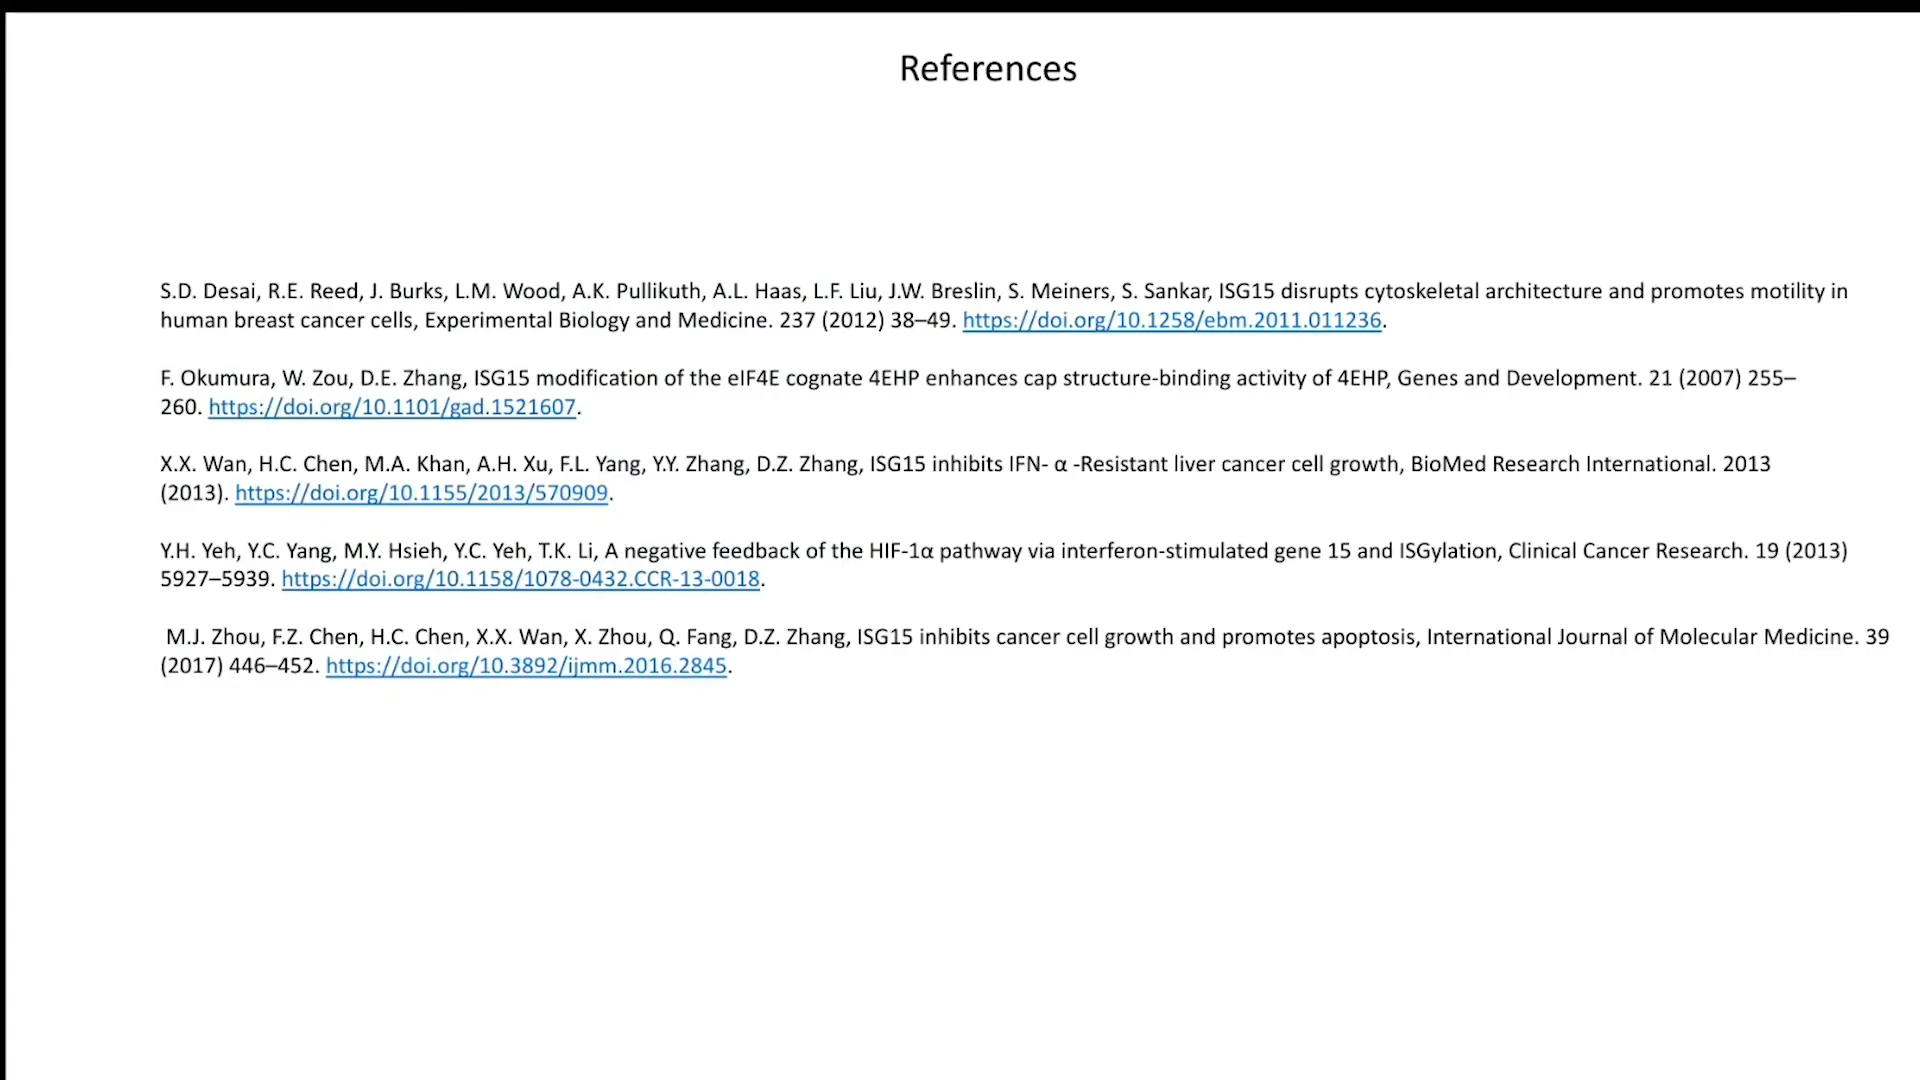 References
S.D. Desai, R.E. Reed, J. Burks, L.M. Wood, A.K. Pullikuth, A.L. Haas, L.F. Liu, J.W. Breslin, S. Meiners, S. Sankar, ISG15 disrupts cytoskeletal architecture and promotes motility in
human breast cancer cells, Experimental Biology and Medicine. 237 (2012) 38–49. https://doi.org/10.1258/ebm.2011.011236.
F. Okumura, W. Zou, D.E. Zhang, ISG15 modification of the eIF4E cognate 4EHP enhances cap structure-binding activity of 4EHP, Genes and Development. 21 (2007) 255–
260. https://doi.org/10.1101/gad.1521607.
X.X. Wan, H.C. Chen, M.A. Khan, A.H. Xu, F.L. Yang, Y.Y. Zhang, D.Z. Zhang, ISG15 inhibits IFN- α -Resistant liver cancer cell growth, BioMed Research International. 2013
(2013). https://doi.org/10.1155/2013/570909.
Y.H. Yeh, Y.C. Yang, M.Y. Hsieh, Y.C. Yeh, T.K. Li, A negative feedback of the HIF-1α pathway via interferon-stimulated gene 15 and ISGylation, Clinical Cancer Research. 19 (2013)
5927–5939. https://doi.org/10.1158/1078-0432.CCR-13-0018.
M.J. Zhou, F.Z. Chen, H.C. Chen, X.X. Wan, X. Zhou, Q. Fang, D.Z. Zhang, ISG15 inhibits cancer cell growth and promotes apoptosis, International Journal of Molecular Medicine. 39
(2017) 446–452. https://doi.org/10.3892/ijmm.2016.2845.